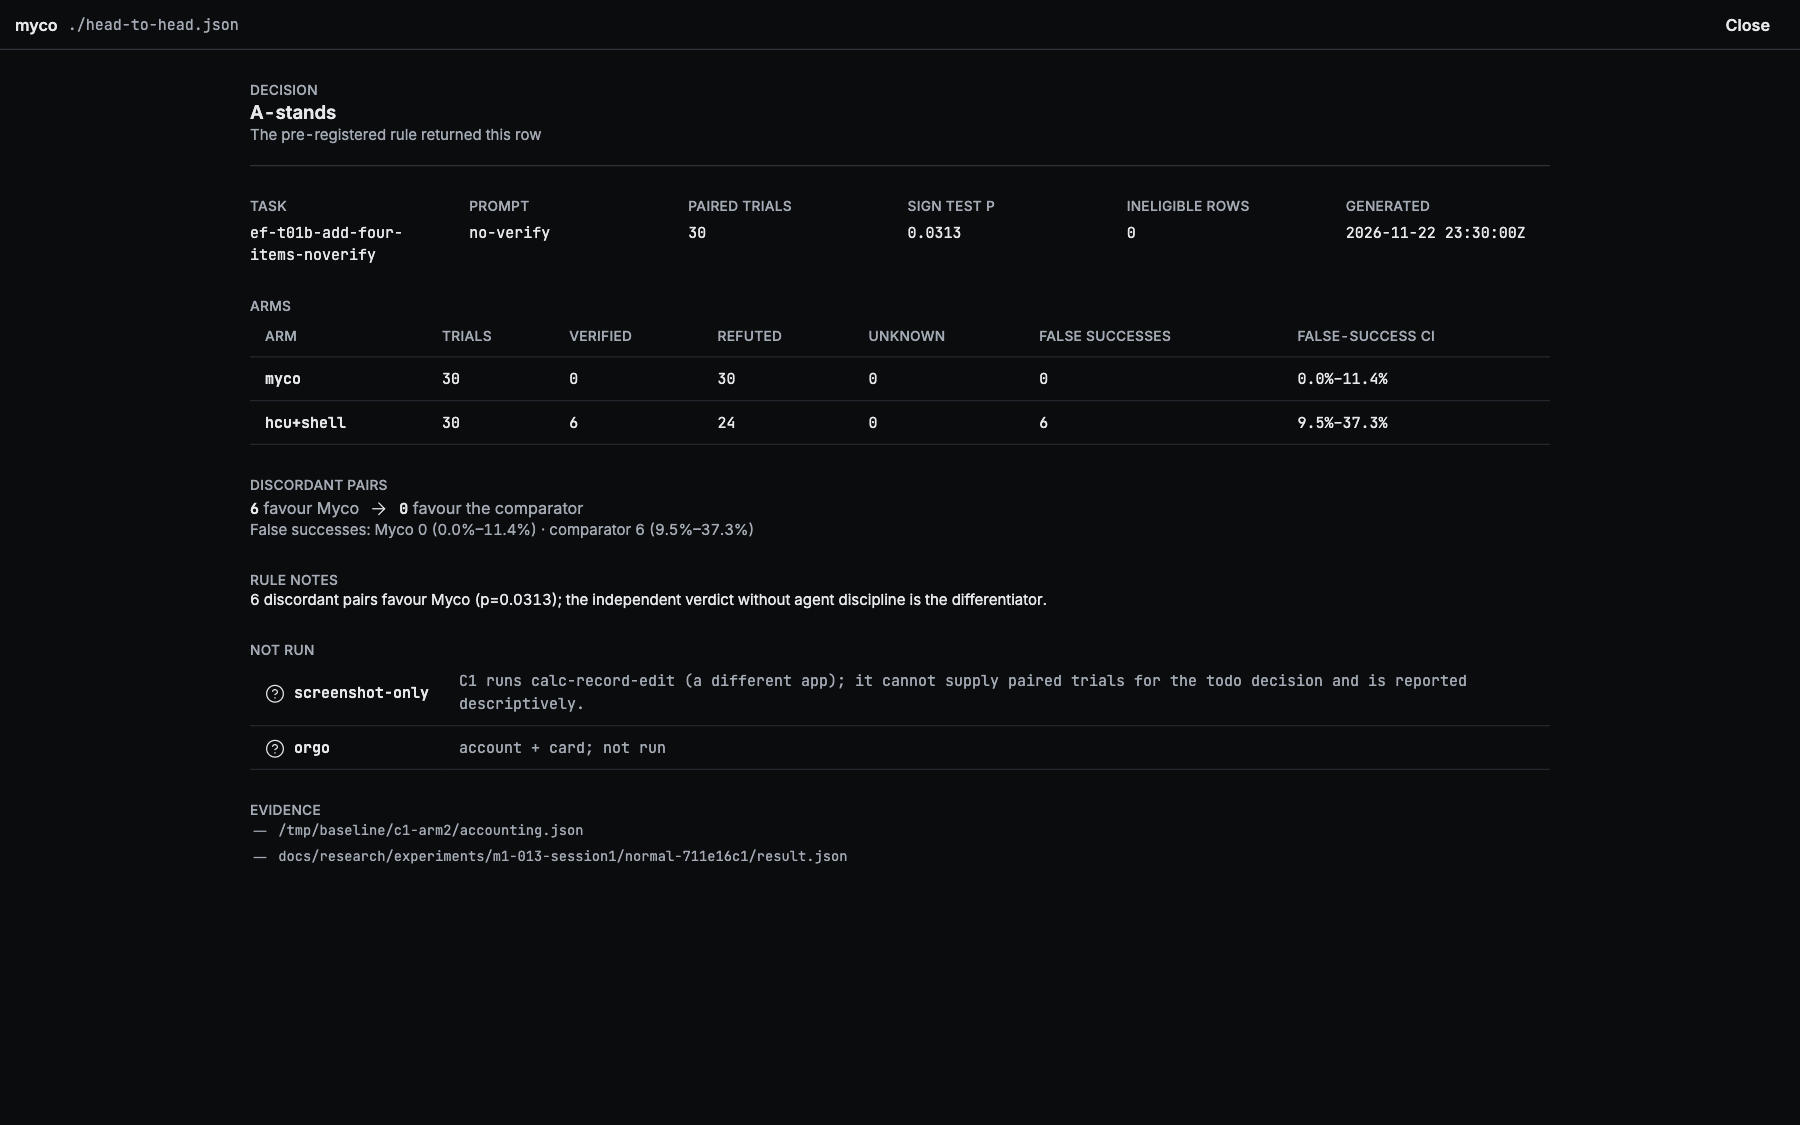 myco ./head-to-head.json
Close
DECISION
A-stands
The pre-registered rule returned this row
TASK PROMPT PAIRED TRIALS SIGN TEST P INELIGIBLE ROWS GENERATED
ef-t01b-add-four-items-noverify no-verify 30 0.0313 0 2026-11-22 23:30:00Z
ARMS
ARM TRIALS VERIFIED REFUTED UNKNOWN FALSE SUCCESSES FALSE-SUCCESS CI
myco 30 0 30 0 0 0.0%–11.4%
hcu+shell 30 6 24 0 6 9.5%–37.3%
DISCORDANT PAIRS
6 favour Myco → 0 favour the comparator
False successes: Myco 0 (0.0%–11.4%) · comparator 6 (9.5%–37.3%)
RULE NOTES
6 discordant pairs favour Myco (p=0.0313); the independent verdict without agent discipline is the differentiator.
NOT RUN
screenshot-only C1 runs calc-record-edit (a different app); it cannot supply paired trials for the todo decision and is reported
descriptively.
orgo account + card; not run
EVIDENCE
— /tmp/baseline/c1-arm2/accounting.json
— docs/research/experiments/m1-013-session1/normal-711e16c1/result.json